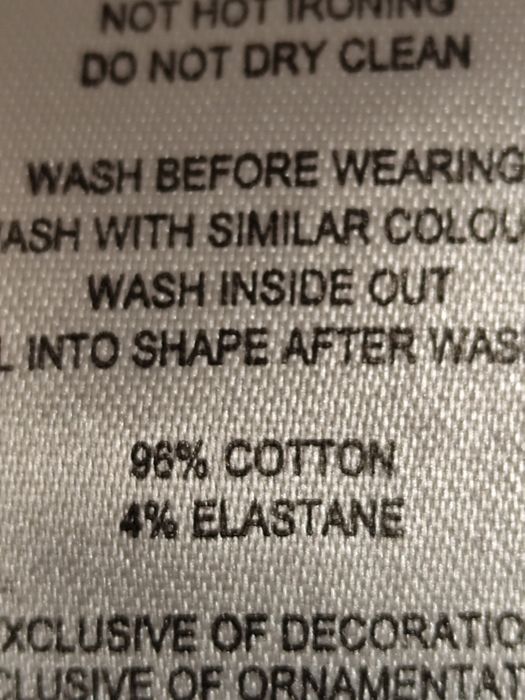 NOT HOT IRONING
DO NOT DRY CLEAN
WASH BEFORE WEARING
ASH WITH SIMILAR COLOU
WASH INSIDE OUT
L INTO SHAPE AFTER WAS
96% COTTON
4% ELASTANE
XCLUSIVE OF DECORATIO
CLUSIVE OF ORNAMENTAT